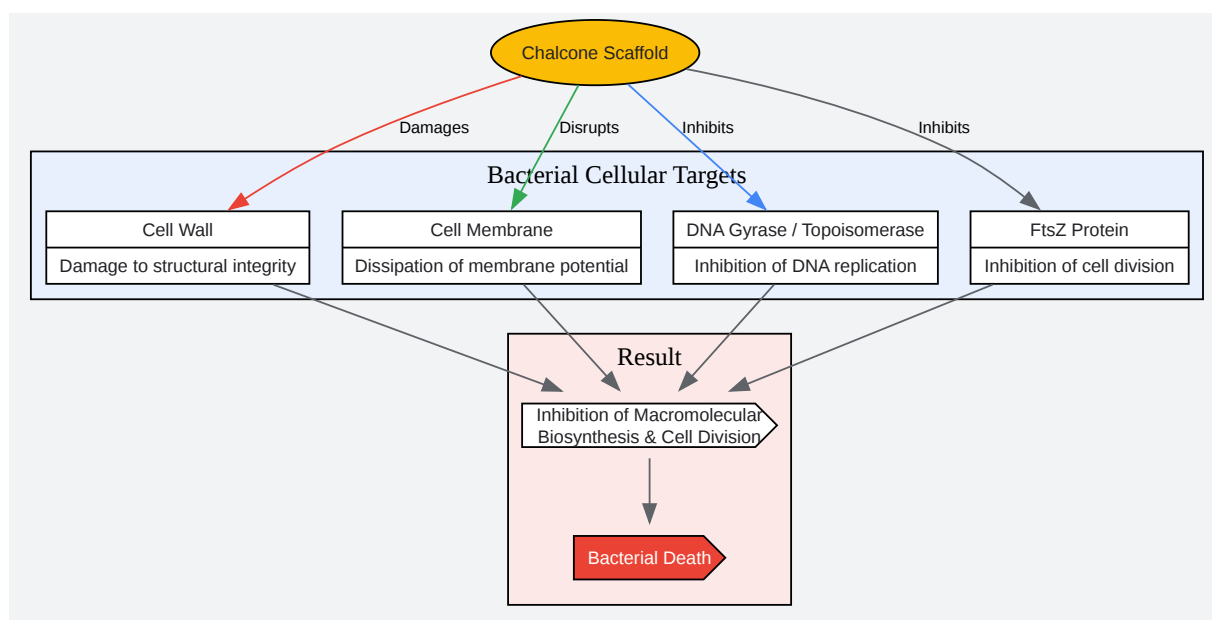 Chalcone Scaffold
Damages
Disrupts
Inhibits
Inhibits
Bacterial Cellular Targets
Cell Wall
Damage to structural integrity
Cell Membrane
Dissipation of membrane potential
DNA Gyrase / Topoisomerase
Inhibition of DNA replication
FtsZ Protein
Inhibition of cell division
Result
Inhibition of Macromolecular
Biosynthesis & Cell Division
Bacterial Death